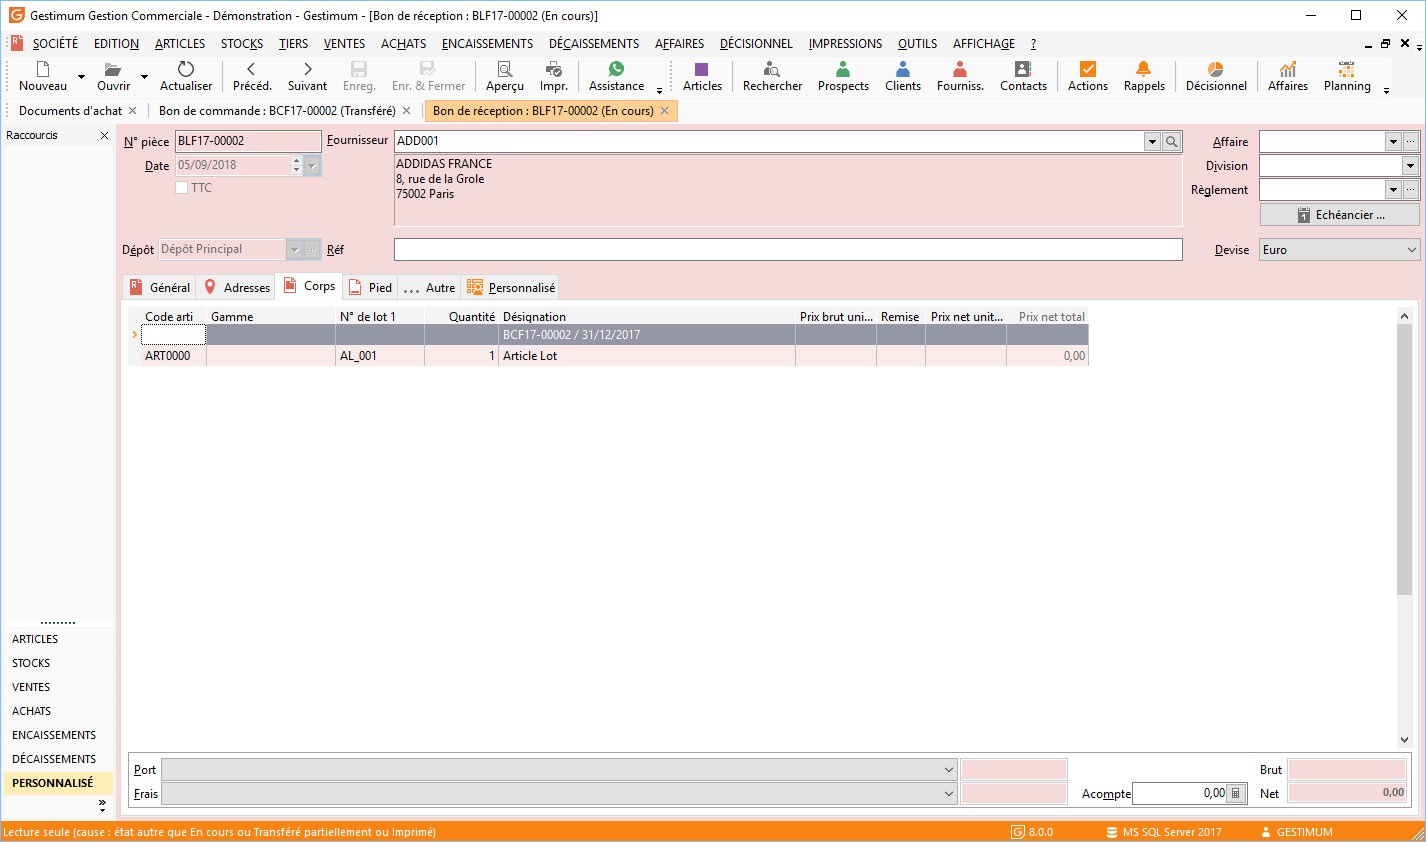 Gestimum Gestion Commerciale - Démonstration - Gestimum - [Bon de réception : BLF17-00002 (En cours)]
SOCIÉTÉ EDITION ARTICLES STOCKS TIERS VENTES ACHATS ENCAISSEMENTS DÉCAISSEMENTS AFFAIRES DÉCISIONNEL IMPRESSIONS OUTILS AFFICHAGE ?
Nouveau Ouvrir Actualiser Précéd. Suivant Enreg. Enr. & Fermer Aperçu Impr. Assistance Articles Rechercher Prospects Clients Fourniss. Contacts Actions Rappels Décisionnel Affaires Planning
Documents d'achat Bon de commande : BCF17-00002 (Transféré) Bon de réception : BLF17-00002 (En cours)
Raccourcis
N° pièce BLF17-00002 Fournisseur ADD001 Affaire
Date 05/09/2018 ADDIDAS FRANCE Division
8, rue de la Grole
TTC 75002 Paris Règlement
1 Echéancier ...
Dépôt Dépôt Principal Réf Devise Euro
Général Adresses Corps Pied ... Autre Personnalisé
Code arti Gamme N° de lot 1 Quantité Désignation Prix brut uni... Remise Prix net unit... Prix net total
BCF17-00002 / 31/12/2017
ART0000 AL_001 1 Article Lot 0,00
ARTICLES
STOCKS
VENTES
ACHATS
ENCAISSEMENTS
DÉCAISSEMENTS
PERSONNALISÉ
Port Brut
Frais Acompte 0,00 Net 0,00
Lecture seule (cause : état autre que En cours ou Transféré partiellement ou Imprimé) 8.0.0 MS SQL Server 2017 GESTIMUM